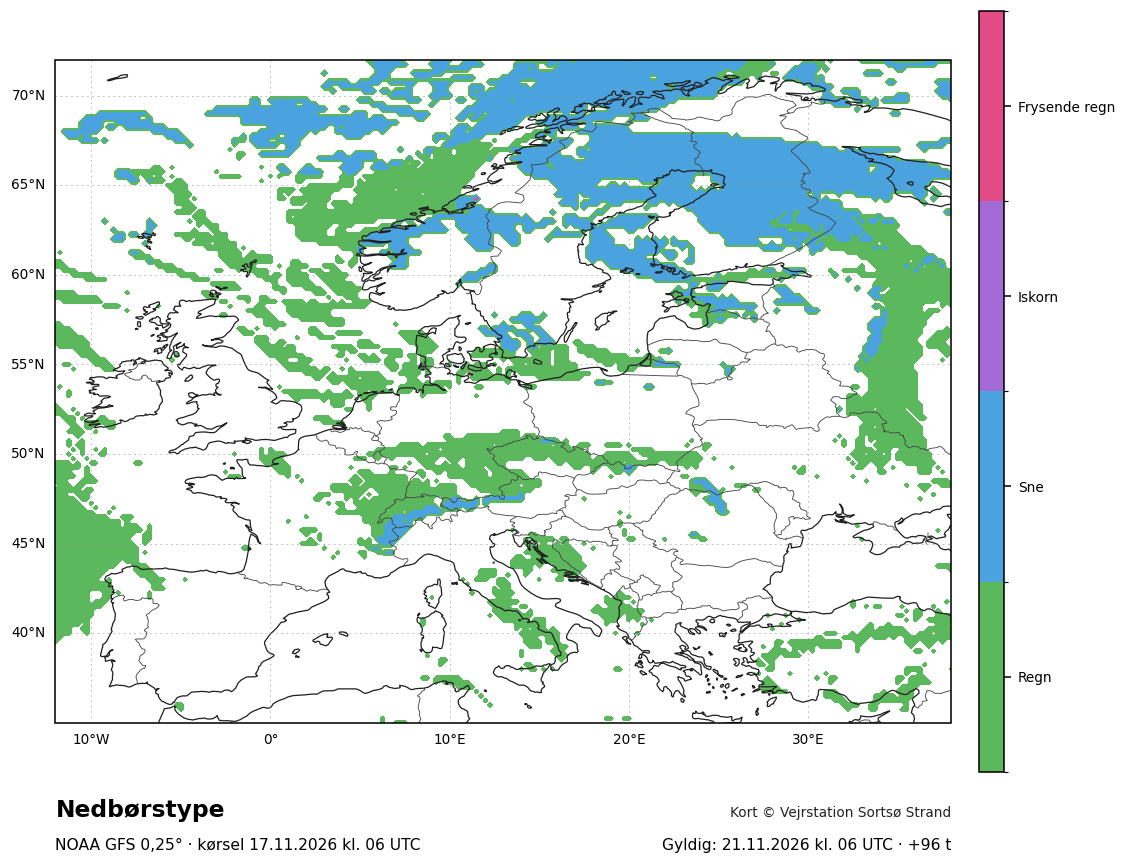 Frysende regn
Iskorn
Sne
Regn
70°N
65°N
60°N
55°N
50°N
45°N
40°N
10°W
0°
10°E
20°E
30°E
Nedbørstype
Kort © Vejrstation Sortsø Strand
NOAA GFS 0,25° · kørsel 17.11.2026 kl. 06 UTC
Gyldig: 21.11.2026 kl. 06 UTC · +96 t